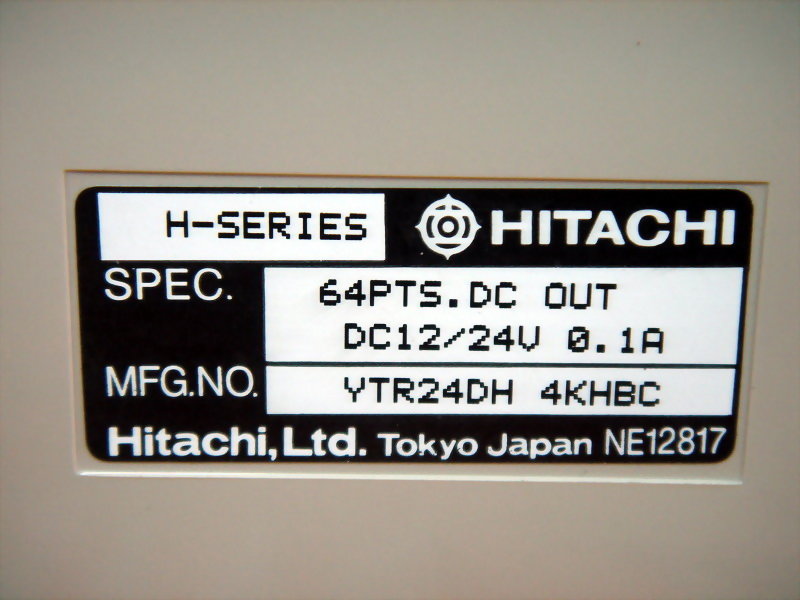 H-SERIES HITACHI
SPEC. 64PTS.DC OUT
DC12/24V 0.1A
MFG.NO. YTR24DH 4KHBC
Hitachi, Ltd. Tokyo Japan NE12817